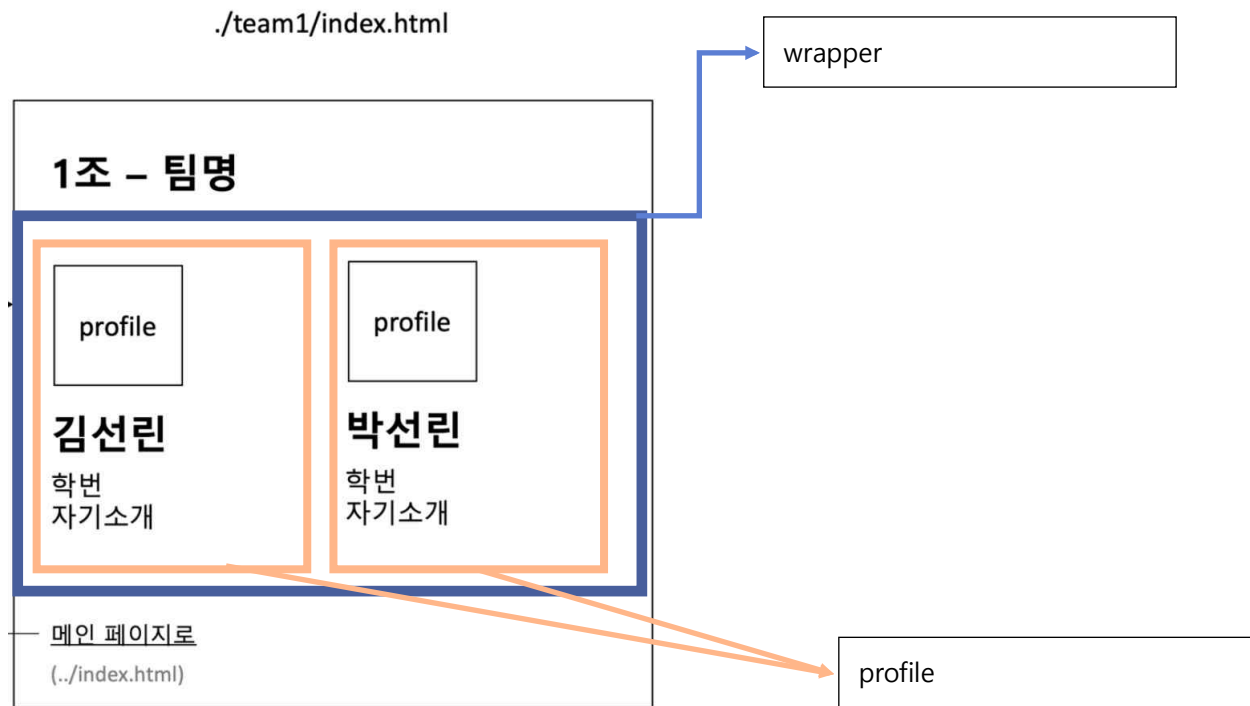 ./team1/index.html
wrapper
1조 – 팀명
profile
profile
김선린
박선린
학번
학번
자기소개
자기소개
메인 페이지로
(../index.html)
profile